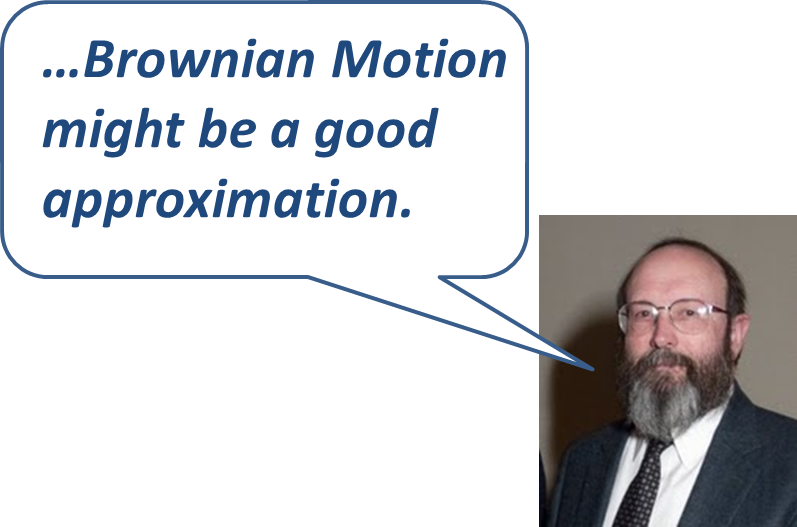 …Brownian Motion
might be a good
approximation.